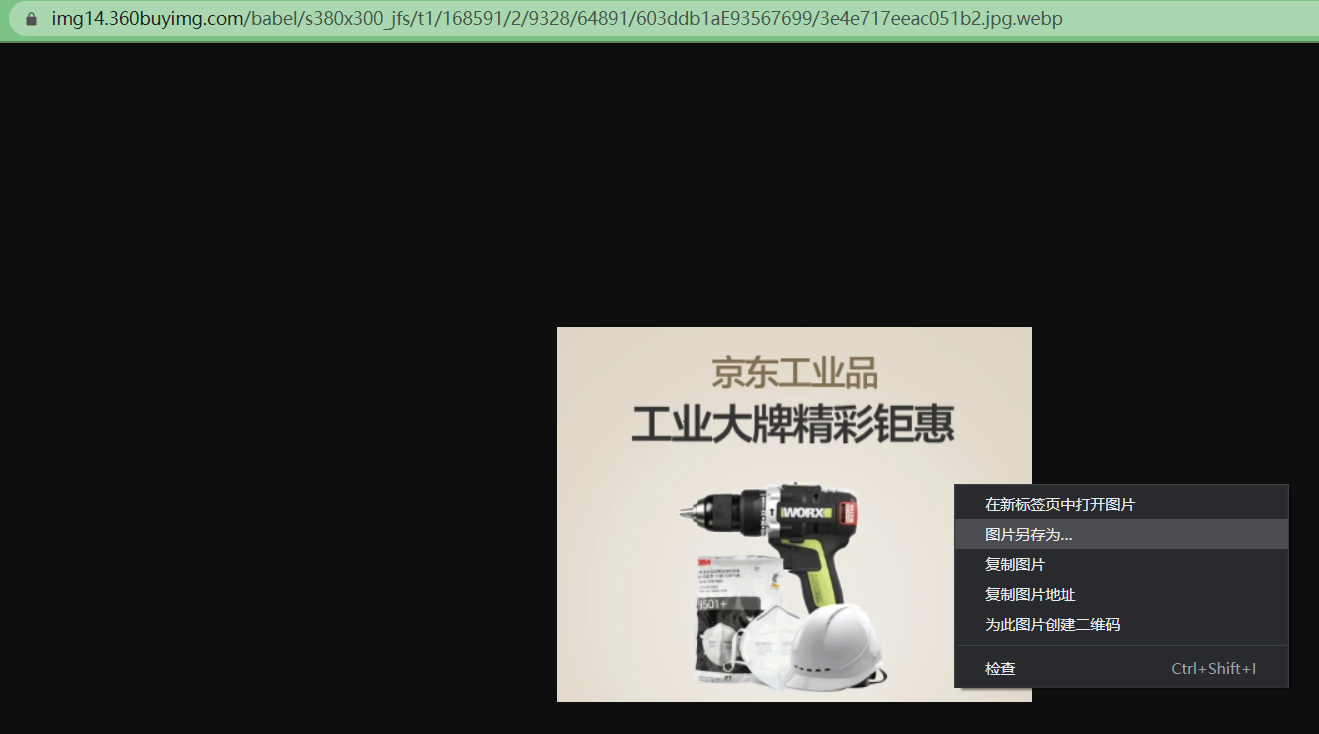 img14.360buyimg.com/babel/s380x300_jfs/t1/168591/2/9328/64891/603ddb1aE93567699/3e4e717eeac051b2.jpg.webp
京东工业品
工业大牌精彩钜惠
WORX
3M
9501+
在新标签页中打开图片
图片另存为...
复制图片
复制图片地址
为此图片创建二维码
检查 Ctrl+Shift+I